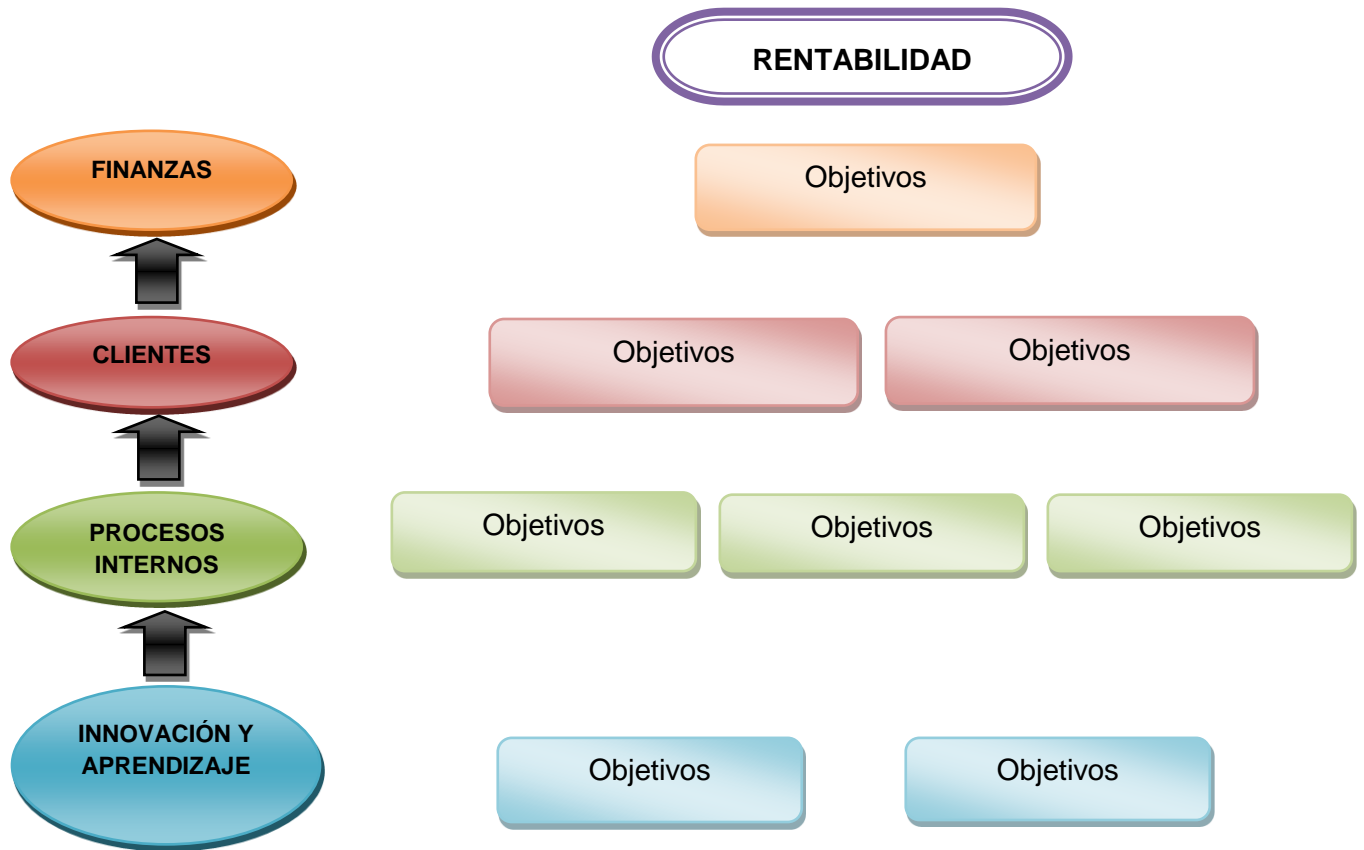 RENTABILIDAD
FINANZAS
Objetivos
CLIENTES
Objetivos
Objetivos
PROCESOS
INTERNOS
Objetivos
Objetivos
Objetivos
INNOVACIÓN Y
APRENDIZAJE
Objetivos
Objetivos